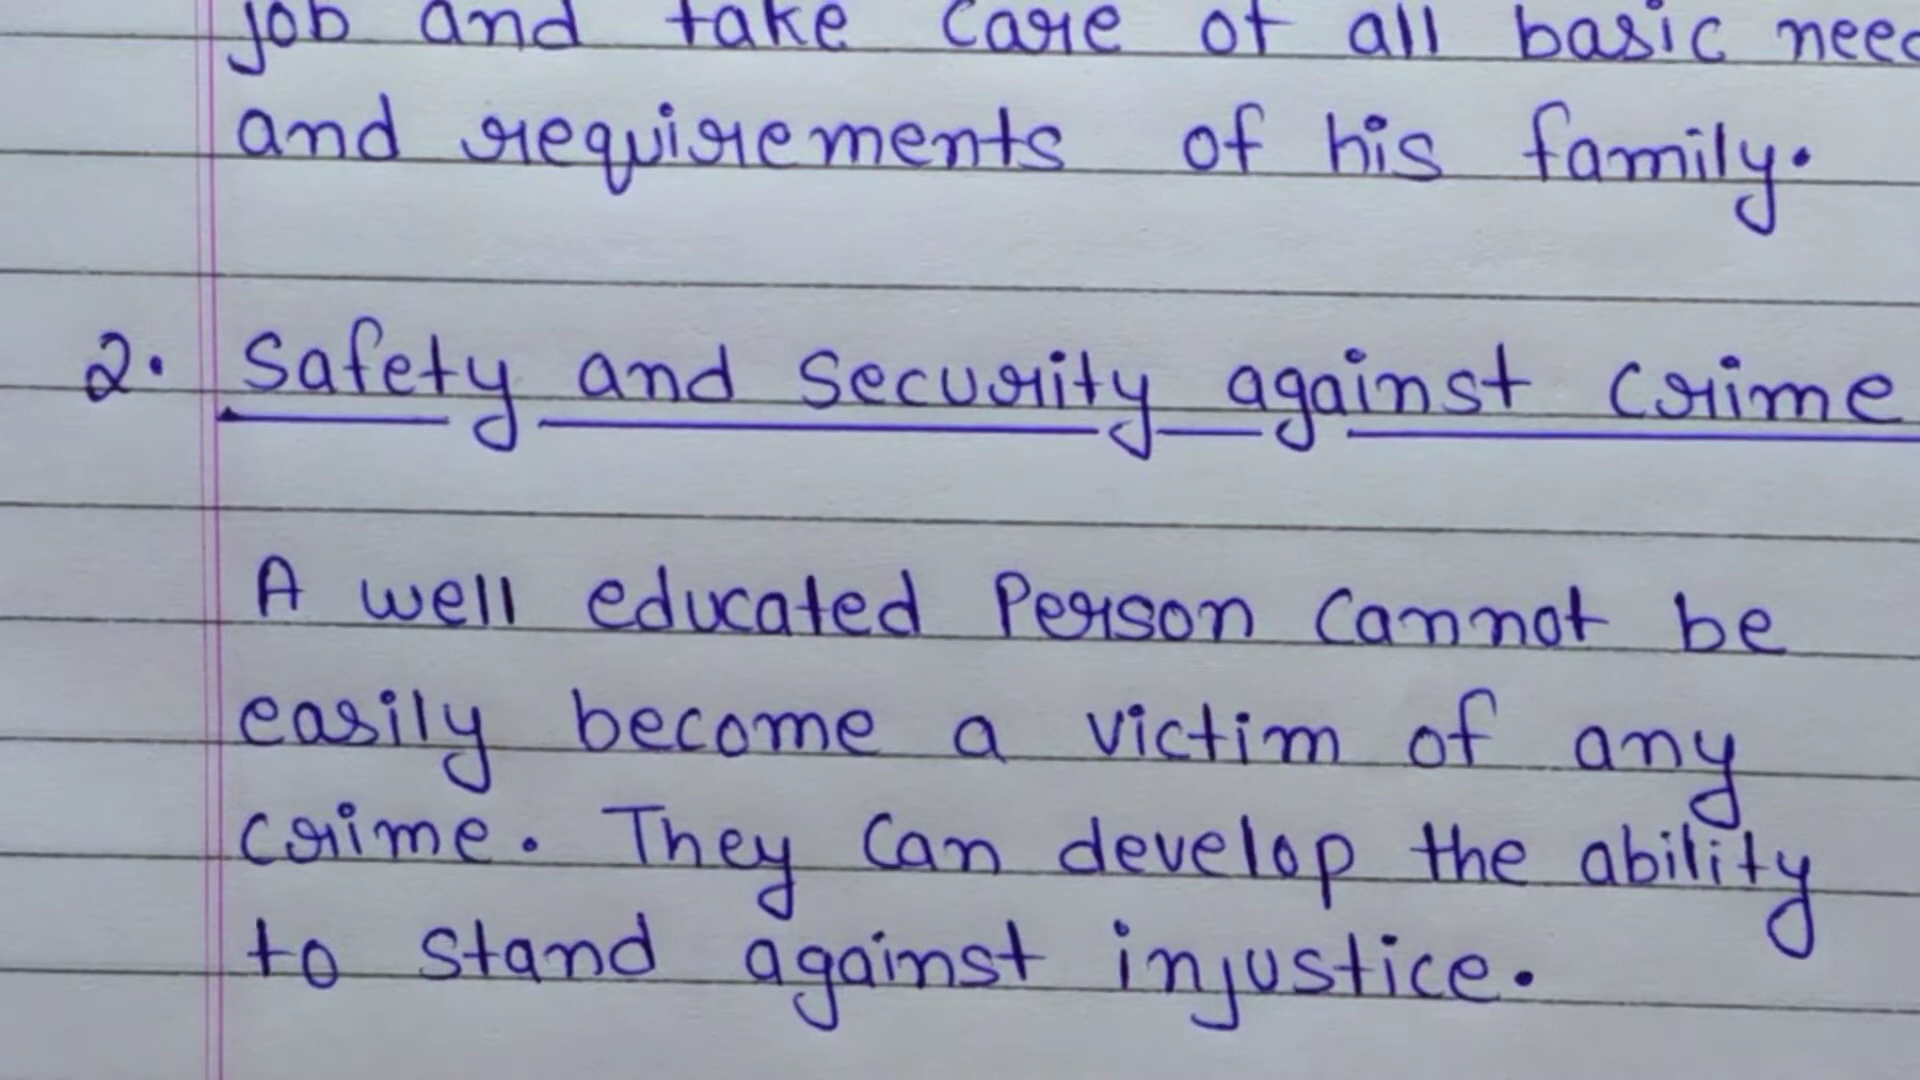 job and take care of all basic need
and requirements of his family.
2. Safety and Security against crime
A well educated Person Cannot be
easily become a victim of any
crime. They Can develop the ability
to stand against injustice.